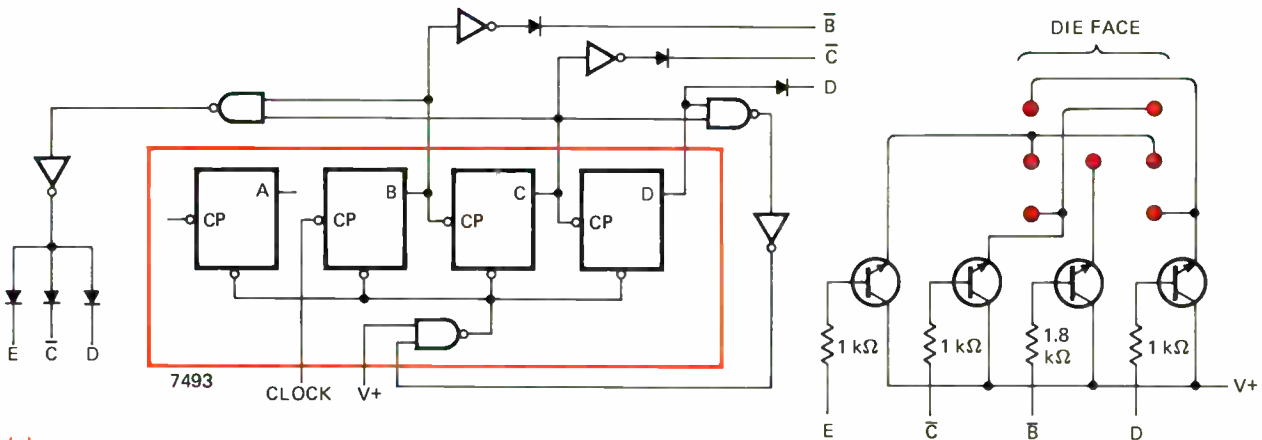 B̅
C̅
D
DIE FACE
A
CP
B
CP
C
CP
D
CP
E
C̅
D
7493
CLOCK
V+
1 kΩ
1 kΩ
1.8
kΩ
1 kΩ
V+
E
C̅
B̅
D